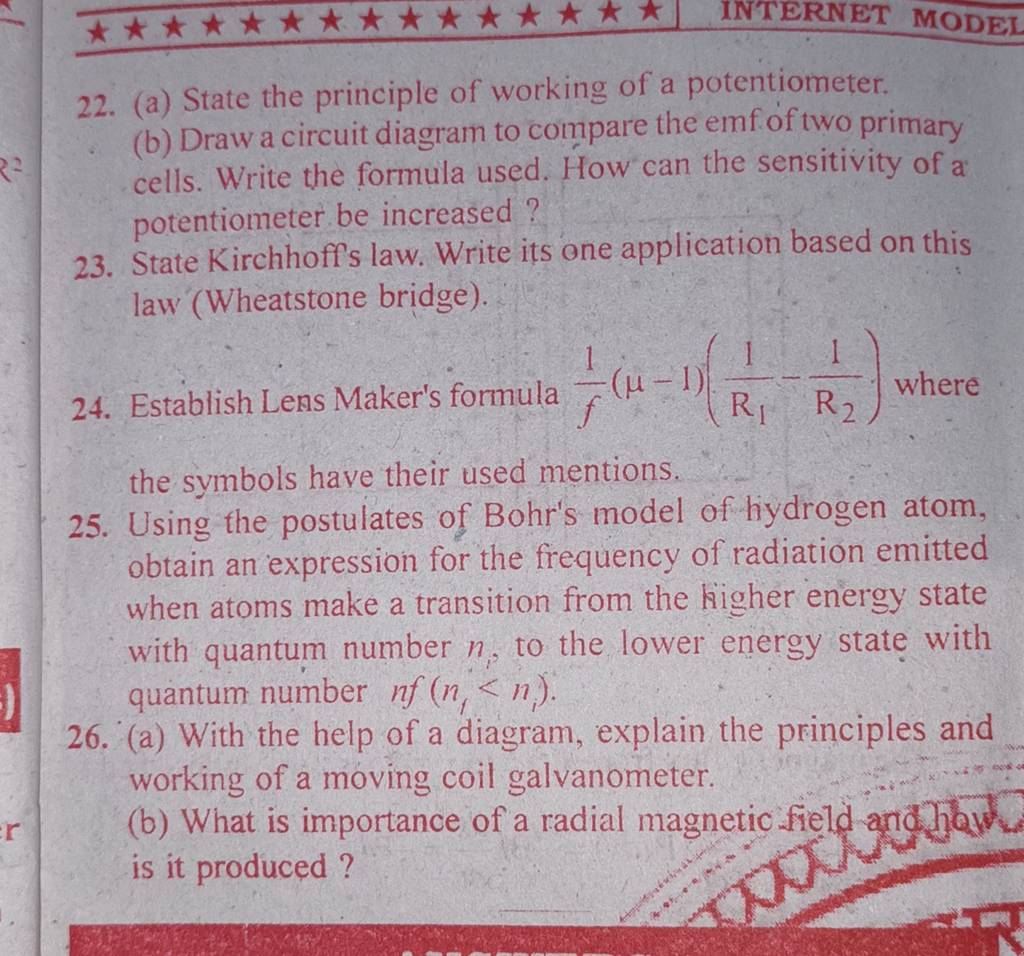 INTERNET MODEL
22. (a) State the principle of working of a potentiometer.
(b) Draw a circuit diagram to compare the emf of two primary
cells. Write the formula used. How can the sensitivity of a
potentiometer be increased ?
23. State Kirchhoff's law. Write its one application based on this
law (Wheatstone bridge).
24. Establish Lens Maker's formula 1/f (μ – 1)(1/R₁ – 1/R₂) where
the symbols have their used mentions.
25. Using the postulates of Bohr's model of hydrogen atom,
obtain an expression for the frequency of radiation emitted
when atoms make a transition from the higher energy state
with quantum number nᵢ, to the lower energy state with
quantum number nf (n_f < nᵢ).
26. (a) With the help of a diagram, explain the principles and
working of a moving coil galvanometer.
(b) What is importance of a radial magnetic field and how
is it produced ?